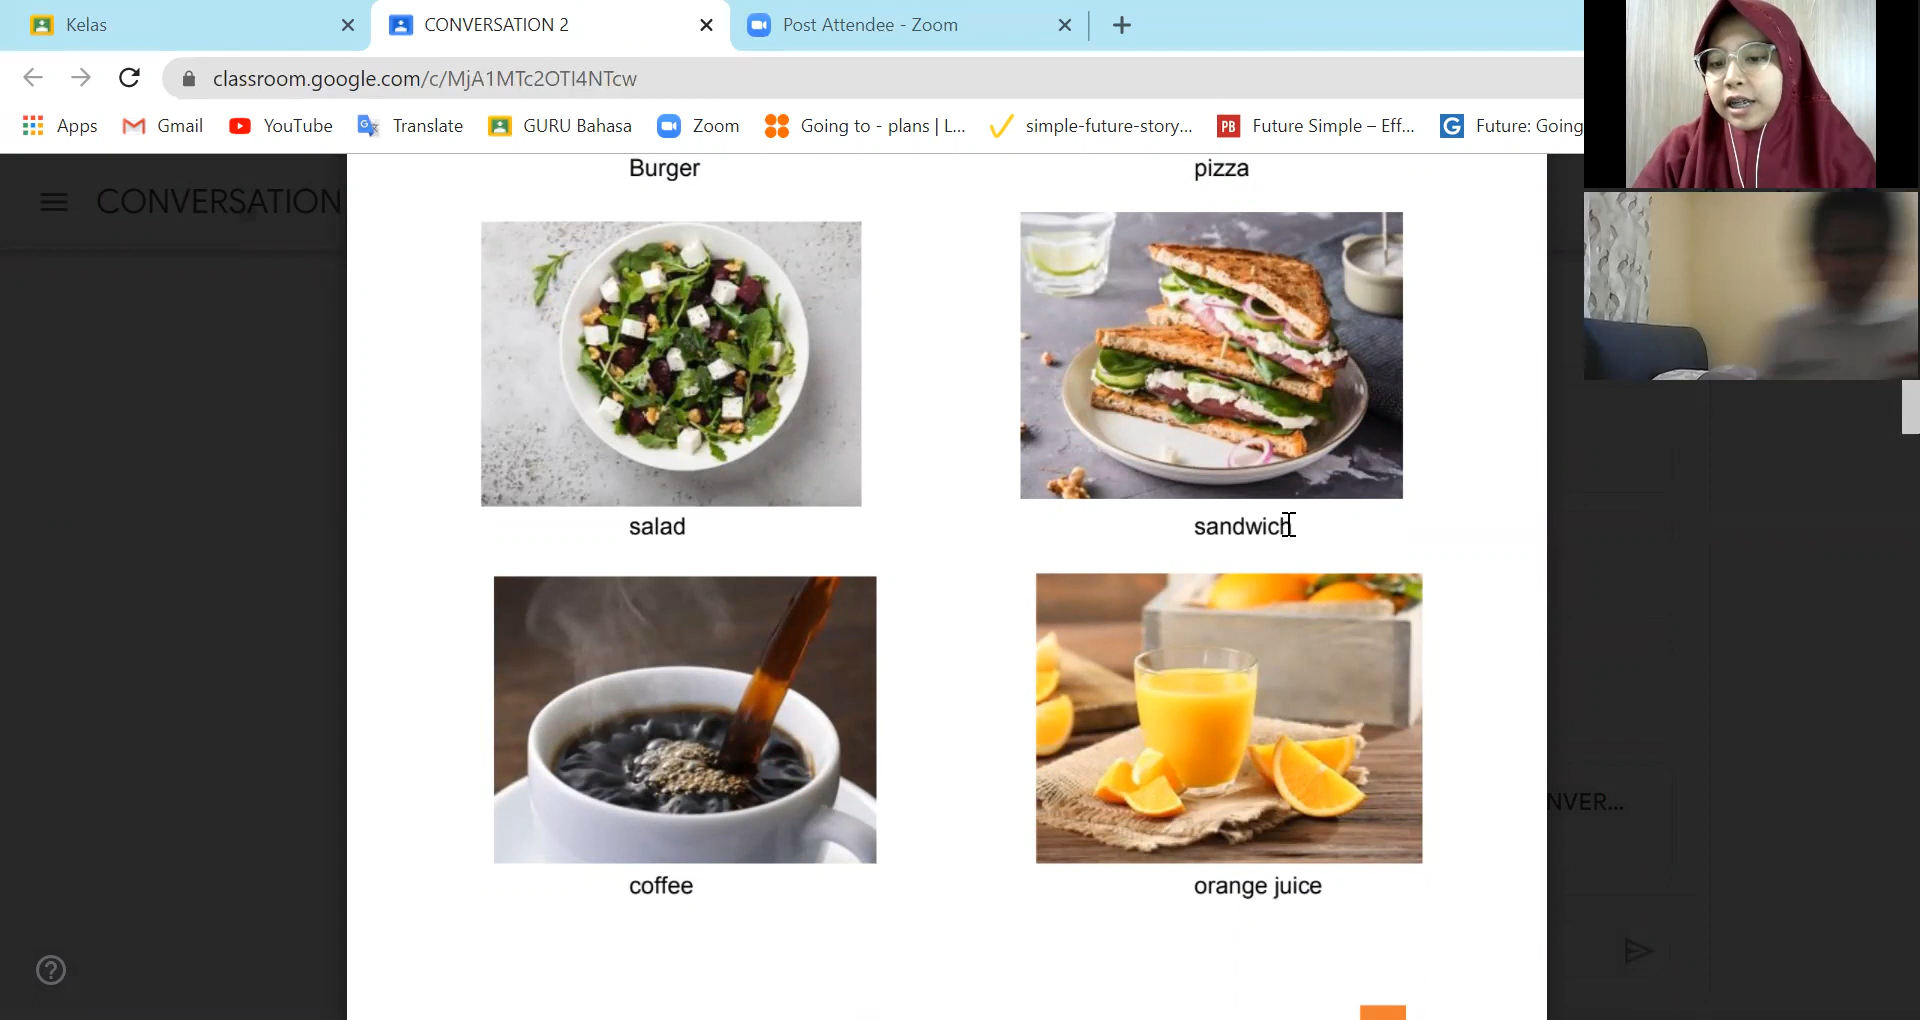 Kelas
CONVERSATION 2
Post Attendee - Zoom
classroom.google.com/c/MjA1MTc2OTI4NTcw
Apps
Gmail
YouTube
Translate
GURU Bahasa
Zoom
Going to - plans | L...
simple-future-story...
PB
Future Simple – Eff...
Future: Going
CONVERSATION
Burger
pizza
salad
sandwich
coffee
orange juice
NVER...